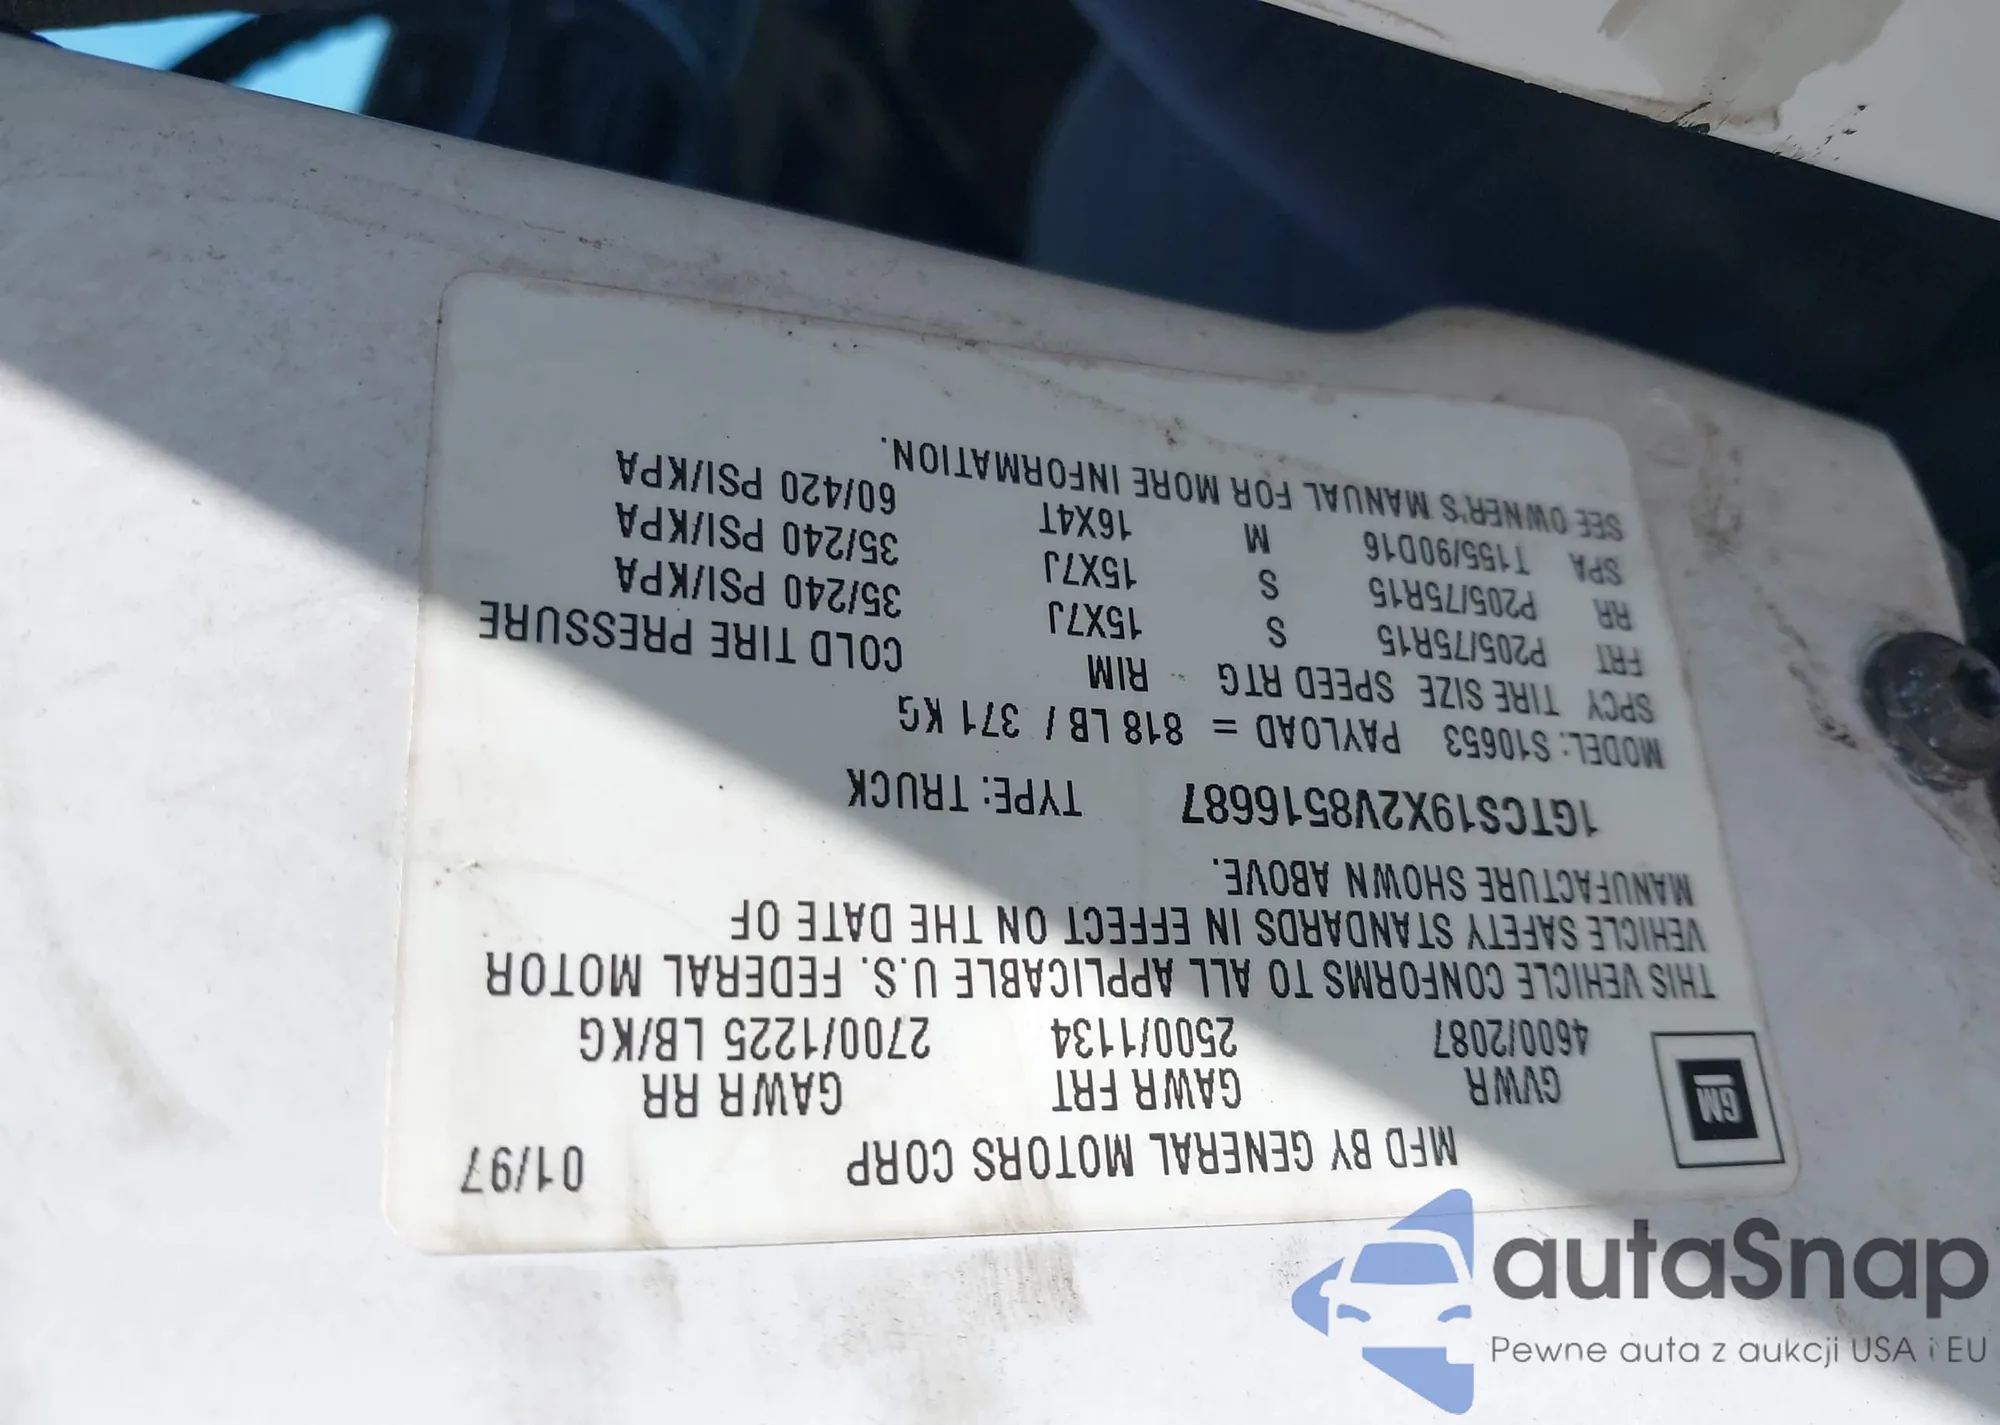 MFD BY GENERAL MOTORS CORP 01/97
GM
GVWR GAWR FRT GAWR RR
4600/2087 2500/1134 2700/1225 LB/KG
THIS VEHICLE CONFORMS TO ALL APPLICABLE U.S. FEDERAL MOTOR
VEHICLE SAFETY STANDARDS IN EFFECT ON THE DATE OF
MANUFACTURE SHOWN ABOVE.
1GTCS19X2V8516687 TYPE: TRUCK
MODEL: S10653 PAYLOAD = 818 LB / 371 KG
SPCY TIRE SIZE SPEED RTG RIM COLD TIRE PRESSURE
FRT P205/75R15 S 15X7J 35/240 PSI/KPA
RR P205/75R15 S 15X7J 35/240 PSI/KPA
SPA T155/90D16 M 16X4T 60/420 PSI/KPA
SEE OWNER'S MANUAL FOR MORE INFORMATION.
autaSnap
Pewne auta z aukcji USA i EU